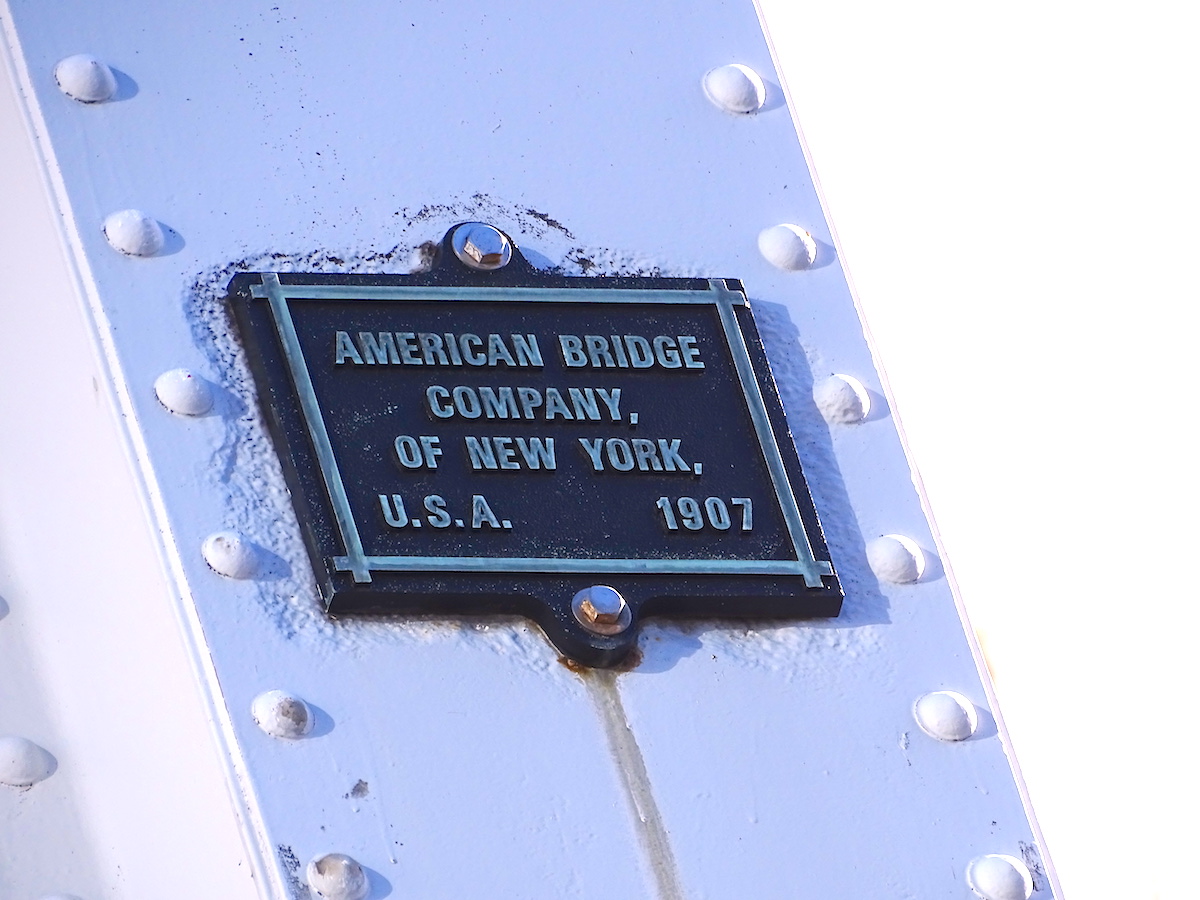 AMERICAN BRIDGE
COMPANY,
OF NEW YORK,
U.S.A. 1907